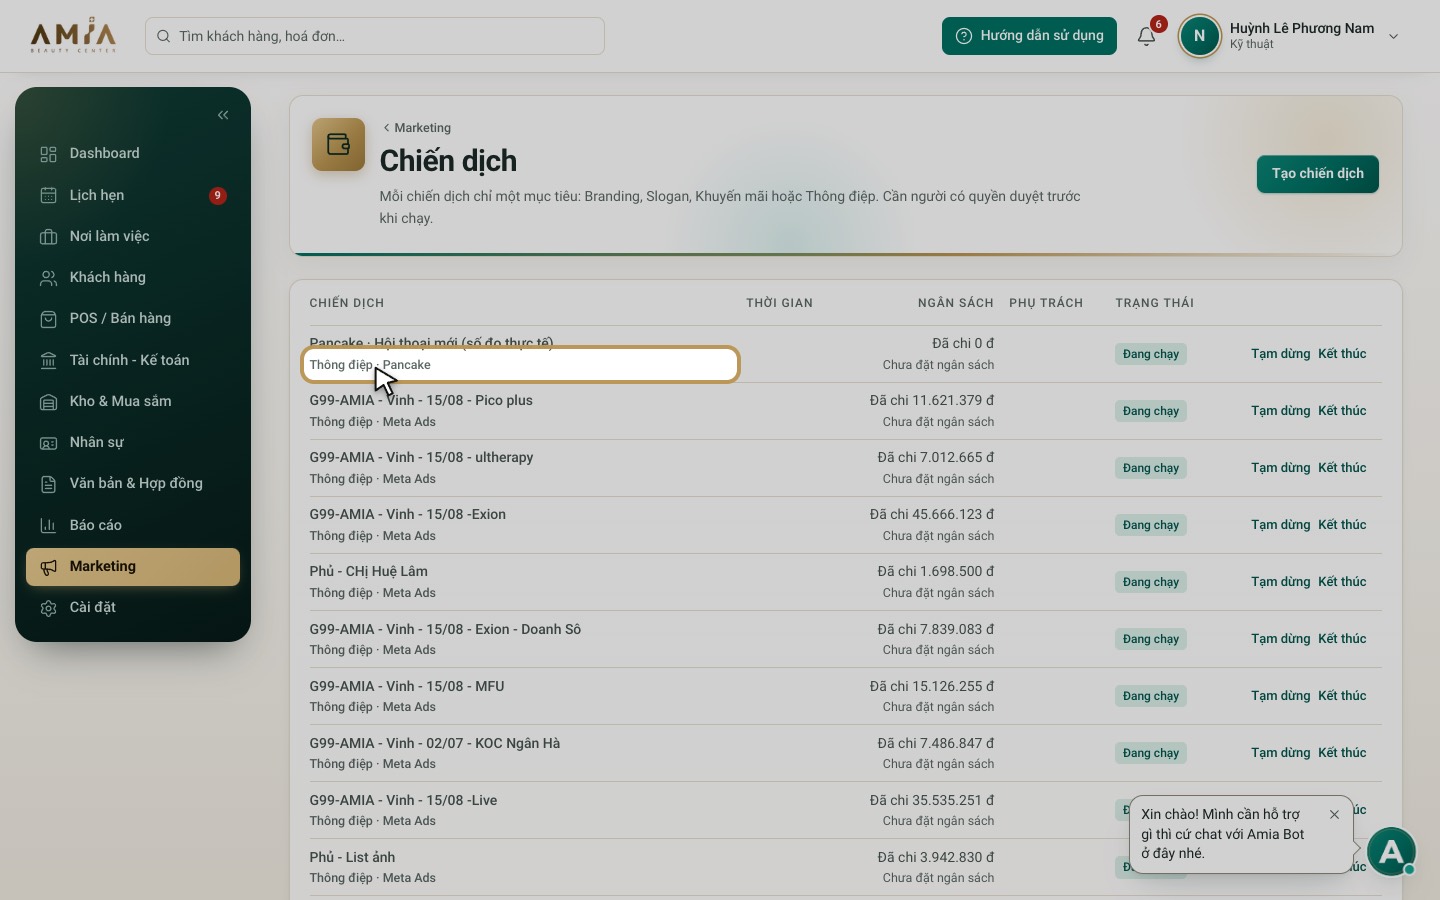 AMIA
BEAUTY CENTER
Tìm khách hàng, hoá đơn...
Hướng dẫn sử dụng
6
N
Huỳnh Lê Phương Nam
Kỹ thuật
Dashboard
Lịch hẹn
9
Nơi làm việc
Khách hàng
POS / Bán hàng
Tài chính - Kế toán
Kho & Mua sắm
Nhân sự
Văn bản & Hợp đồng
Báo cáo
Marketing
Cài đặt
Marketing
Chiến dịch
Mỗi chiến dịch chỉ một mục tiêu: Branding, Slogan, Khuyến mãi hoặc Thông điệp. Cần người có quyền duyệt trước
khi chạy.
Tạo chiến dịch
CHIẾN DỊCH THỜI GIAN NGÂN SÁCH PHỤ TRÁCH TRẠNG THÁI
Pancake · Hội thoại mới (số đo thực tế) Đã chi 0 đ
Thông điệp · Pancake Chưa đặt ngân sách Đang chạy Tạm dừng Kết thúc
G99-AMIA - Vinh - 15/08 - Pico plus Đã chi 11.621.379 đ
Thông điệp · Meta Ads Chưa đặt ngân sách Đang chạy Tạm dừng Kết thúc
G99-AMIA - Vinh - 15/08 - ultherapy Đã chi 7.012.665 đ
Thông điệp · Meta Ads Chưa đặt ngân sách Đang chạy Tạm dừng Kết thúc
G99-AMIA - Vinh - 15/08 -Exion Đã chi 45.666.123 đ
Thông điệp · Meta Ads Chưa đặt ngân sách Đang chạy Tạm dừng Kết thúc
Phủ - CHị Huệ Lâm Đã chi 1.698.500 đ
Thông điệp · Meta Ads Chưa đặt ngân sách Đang chạy Tạm dừng Kết thúc
G99-AMIA - Vinh - 15/08 - Exion - Doanh Số Đã chi 7.839.083 đ
Thông điệp · Meta Ads Chưa đặt ngân sách Đang chạy Tạm dừng Kết thúc
G99-AMIA - Vinh - 15/08 - MFU Đã chi 15.126.255 đ
Thông điệp · Meta Ads Chưa đặt ngân sách Đang chạy Tạm dừng Kết thúc
G99-AMIA - Vinh - 02/07 - KOC Ngân Hà Đã chi 7.486.847 đ
Thông điệp · Meta Ads Chưa đặt ngân sách Đang chạy Tạm dừng Kết thúc
G99-AMIA - Vinh - 15/08 -Live Đã chi 35.535.251 đ
Thông điệp · Meta Ads Chưa đặt ngân sách
Phủ - List ảnh Đã chi 3.942.830 đ
Thông điệp · Meta Ads Chưa đặt ngân sách
Xin chào! Mình cần hỗ trợ
gì thì cứ chat với Amia Bot
ở đây nhé.
A